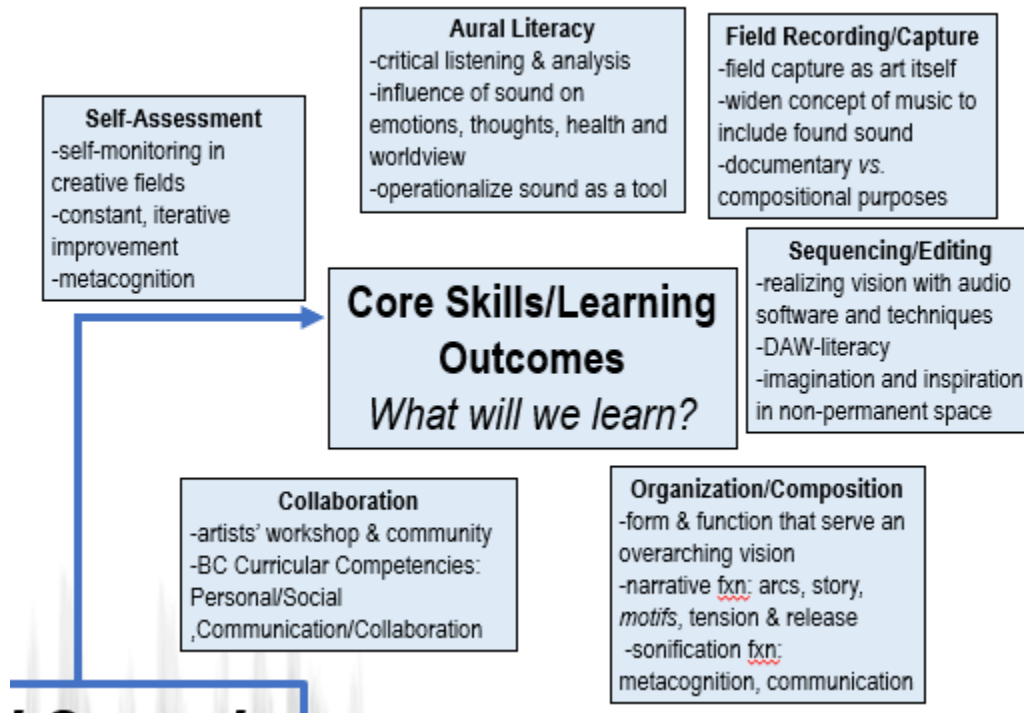 Aural Literacy
-critical listening & analysis
-influence of sound on
emotions, thoughts, health and
worldview
-operationalize sound as a tool
Field Recording/Capture
-field capture as art itself
-widen concept of music to
include found sound
-documentary vs.
compositional purposes
Self-Assessment
-self-monitoring in
creative fields
-constant, iterative
improvement
-metacognition
Sequencing/Editing
-realizing vision with audio
software and techniques
-DAW-literacy
-imagination and inspiration
in non-permanent space
Core Skills/Learning
Outcomes
What will we learn?
Collaboration
-artists' workshop & community
-BC Curricular Competencies:
Personal/Social
,Communication/Collaboration
Organization/Composition
-form & function that serve an
overarching vision
-narrative fxn: arcs, story,
motifs, tension & release
-sonification fxn:
metacognition, communication